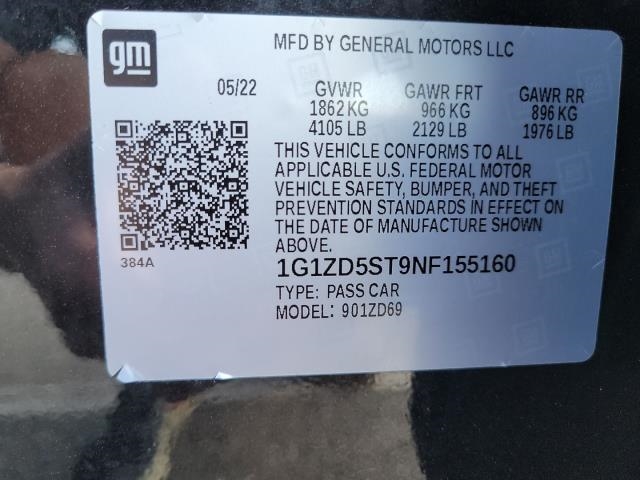 gm
MFD BY GENERAL MOTORS LLC
05/22 GVWR GAWR FRT GAWR RR
1862 KG 966 KG 896 KG
4105 LB 2129 LB 1976 LB
THIS VEHICLE CONFORMS TO ALL
APPLICABLE U.S. FEDERAL MOTOR
VEHICLE SAFETY, BUMPER, AND THEFT
PREVENTION STANDARDS IN EFFECT ON
THE DATE OF MANUFACTURE SHOWN
ABOVE.
384A
1G1ZD5ST9NF155160
TYPE: PASS CAR
MODEL: 901ZD69